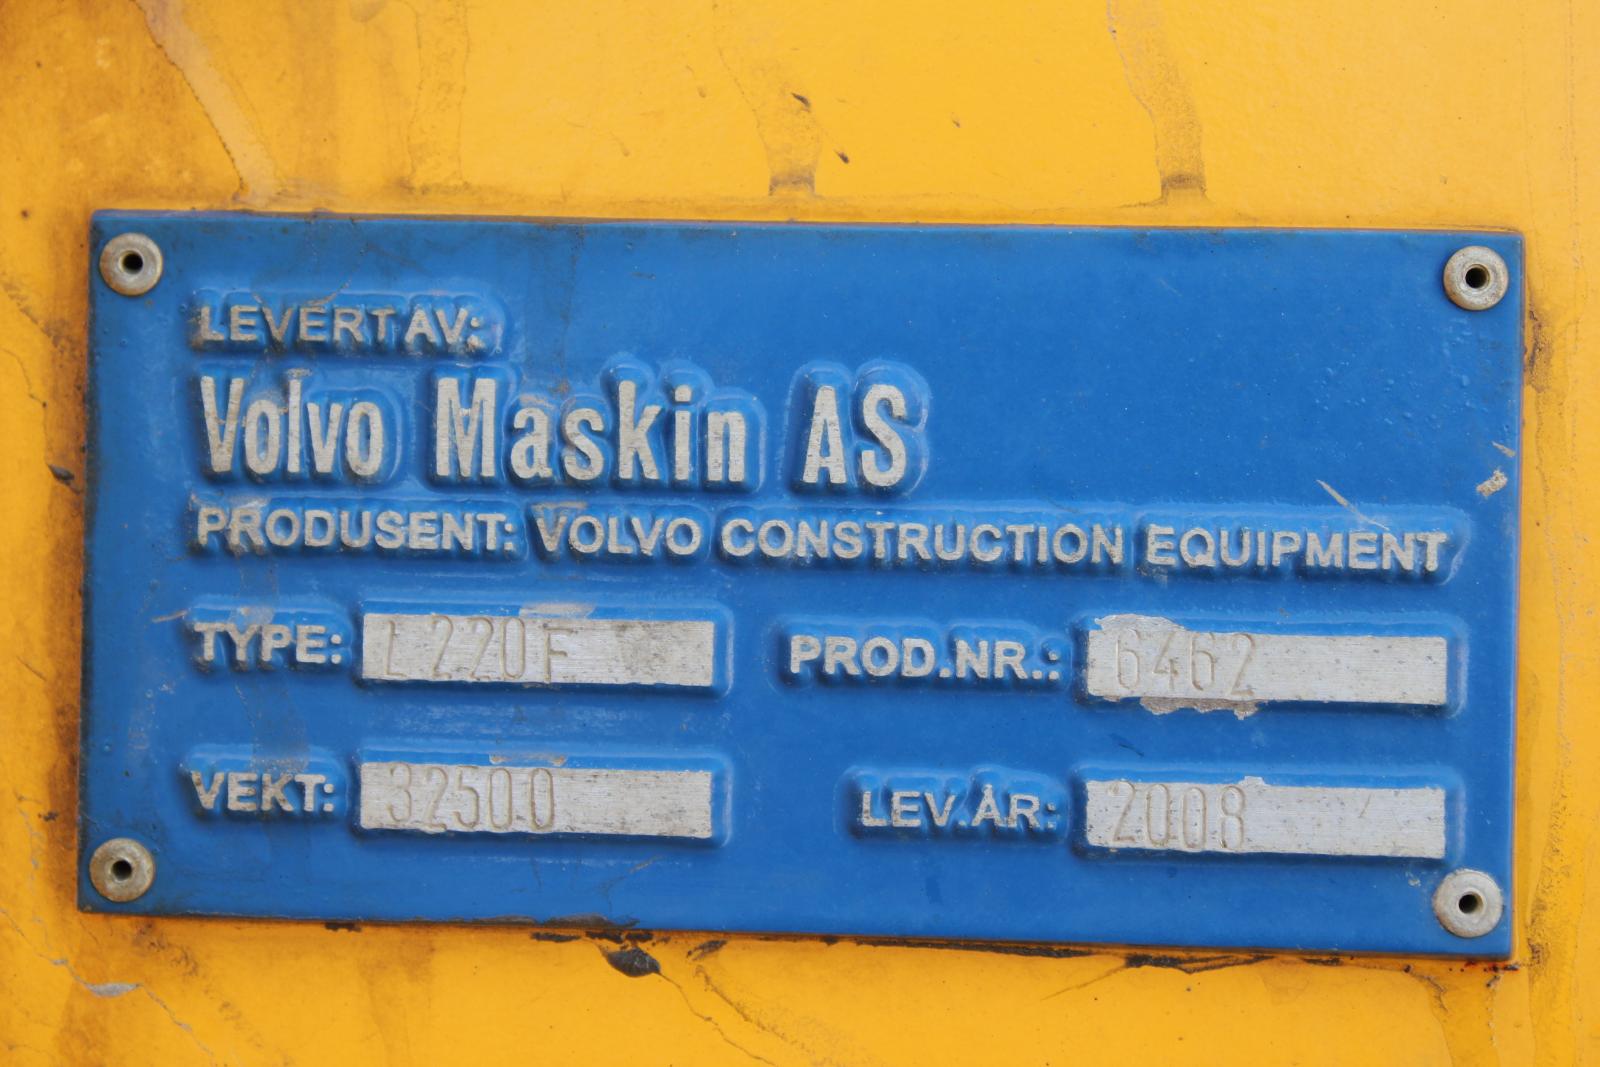 LEVERT AV:
Volvo Maskin AS
PRODUSENT: VOLVO CONSTRUCTION EQUIPMENT
TYPE: L220F PROD.NR.: 6462
VEKT: 32500 LEV.ÅR: 2008